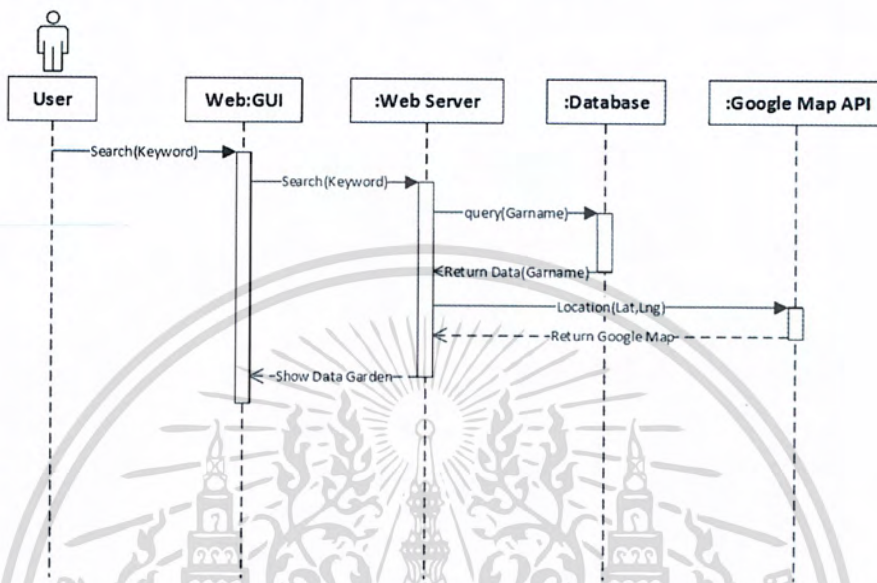 User
Web:GUI
:Web Server
:Database
:Google Map API
Search(Keyword)
Search(Keyword)
query(Garname)
Return Data(Garname)
Location(Lat,Lng)
Return Google Map
Show Data Garden